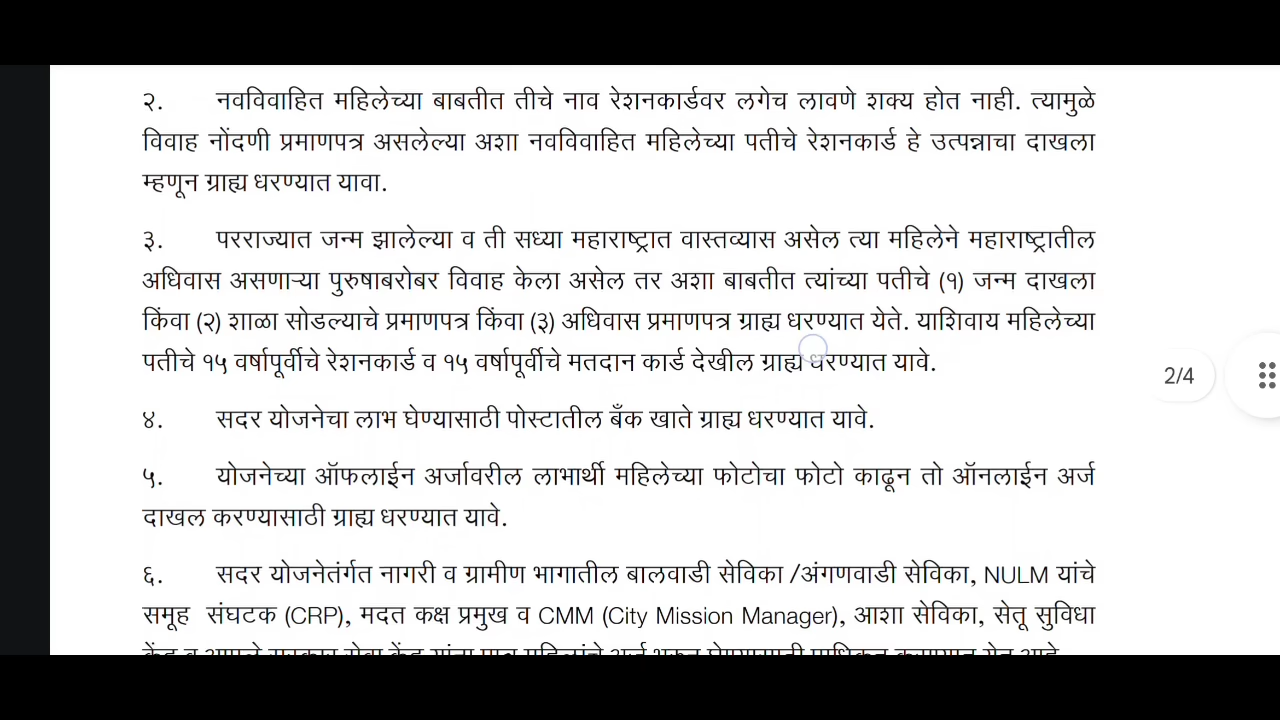 २. नवविवाहित महिलेच्या बाबतीत तीचे नाव रेशनकार्डवर लगेच लावणे शक्य होत नाही. त्यामुळे
विवाह नोंदणी प्रमाणपत्र असलेल्या अशा नवविवाहित महिलेच्या पतीचे रेशनकार्ड हे उत्पन्नाचा दाखला
म्हणून ग्राह्य धरण्यात यावा.
३. परराज्यात जन्म झालेल्या व ती सध्या महाराष्ट्रात वास्तव्यास असेल त्या महिलेने महाराष्ट्रातील
अधिवास असणाऱ्या पुरुषाबरोबर विवाह केला असेल तर अशा बाबतीत त्यांच्या पतीचे (१) जन्म दाखला
किंवा (२) शाळा सोडल्याचे प्रमाणपत्र किंवा (३) अधिवास प्रमाणपत्र ग्राह्य धरण्यात येते. याशिवाय महिलेच्या
पतीचे १५ वर्षापूर्वीचे रेशनकार्ड व १५ वर्षापूर्वीचे मतदान कार्ड देखील ग्राह्य धरण्यात यावे.
2/4
४. सदर योजनेचा लाभ घेण्यासाठी पोस्टातील बँक खाते ग्राह्य धरण्यात यावे.
५. योजनेच्या ऑफलाईन अर्जावरील लाभार्थी महिलेच्या फोटोचा फोटो काढून तो ऑनलाईन अर्ज
दाखल करण्यासाठी ग्राह्य धरण्यात यावे.
६. सदर योजनेतंर्गत नागरी व ग्रामीण भागातील बालवाडी सेविका /अंगणवाडी सेविका, NULM यांचे
समूह संघटक (CRP), मदत कक्ष प्रमुख व CMM (City Mission Manager), आशा सेविका, सेतू सुविधा